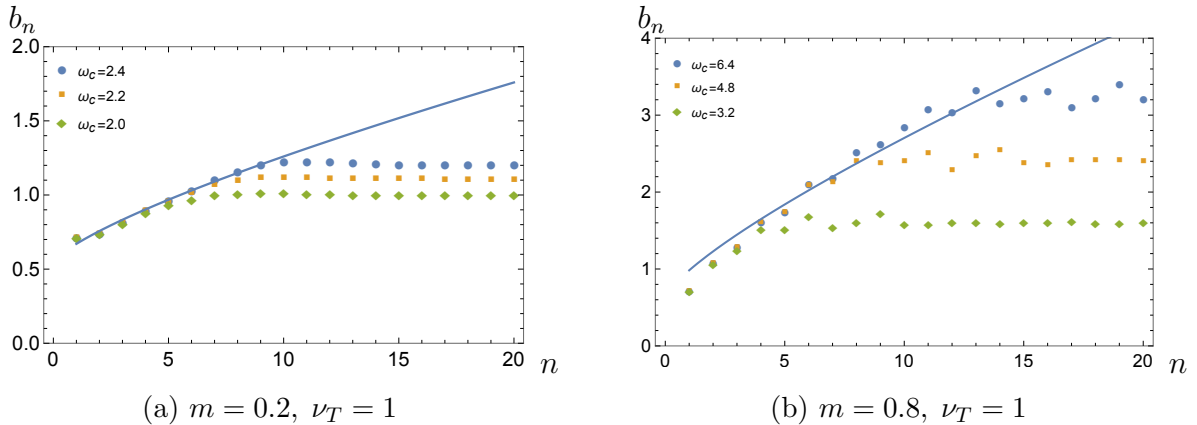 b_n
2.0
1.5
1.0
0.5
0.0
ω_c=2.4
ω_c=2.2
ω_c=2.0
0 5 10 15 20 n
(a) m = 0.2, ν_T = 1
b_n
4
3
2
1
0
ω_c=6.4
ω_c=4.8
ω_c=3.2
0 5 10 15 20 n
(b) m = 0.8, ν_T = 1